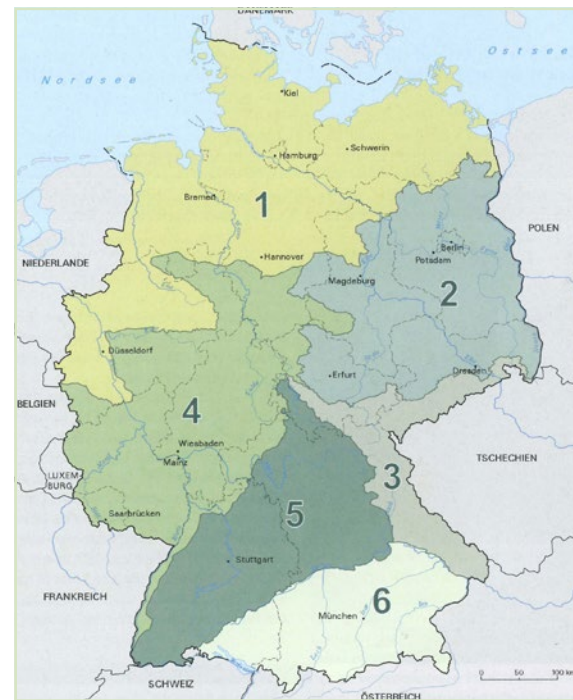 DÄNEMARK
Nordsee
Ostsee
Kiel
Hamburg
Schwerin
Bremen
1
POLEN
NIEDERLANDE
Hannover
Berlin
Potsdam
Magdeburg
2
Düsseldorf
Erfurt
Dresden
BELGIEN
4
Wiesbaden
Mainz
LUXEM-
BURG
TSCHECHIEN
3
Saarbrücken
5
Stuttgart
FRANKREICH
6
München
0 50 100 km
SCHWEIZ
ÖSTERREICH